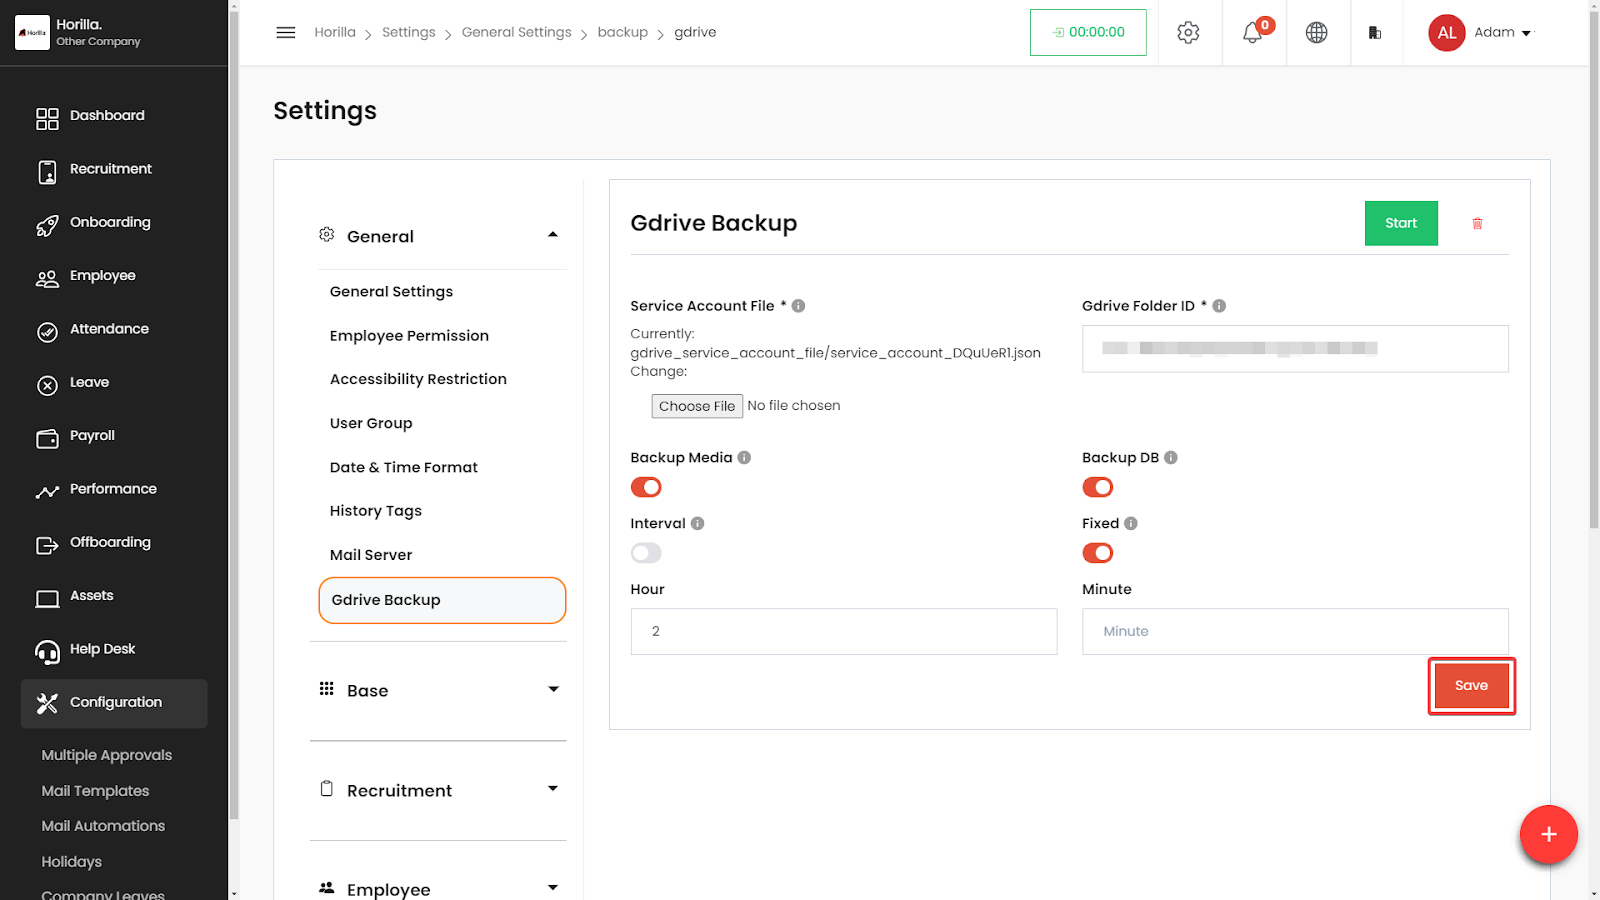 Horilla.
Other Company
Horilla
Dashboard
Recruitment
Onboarding
Employee
Attendance
Leave
Payroll
Performance
Offboarding
Assets
Help Desk
Configuration
Multiple Approvals
Mail Templates
Mail Automations
Holidays
Company Leaves
Horilla > Settings > General Settings > backup > gdrive
00:00:00
0
AL
Adam
Settings
General
General Settings
Employee Permission
Accessibility Restriction
User Group
Date & Time Format
History Tags
Mail Server
Gdrive Backup
Base
Recruitment
Employee
Gdrive Backup
Start
Service Account File *
Currently:
gdrive_service_account_file/service_account_DQuUeR1.json
Change:
Choose File No file chosen
Gdrive Folder ID *
Backup Media
Backup DB
Interval
Fixed
Hour
2
Minute
Minute
Save
+